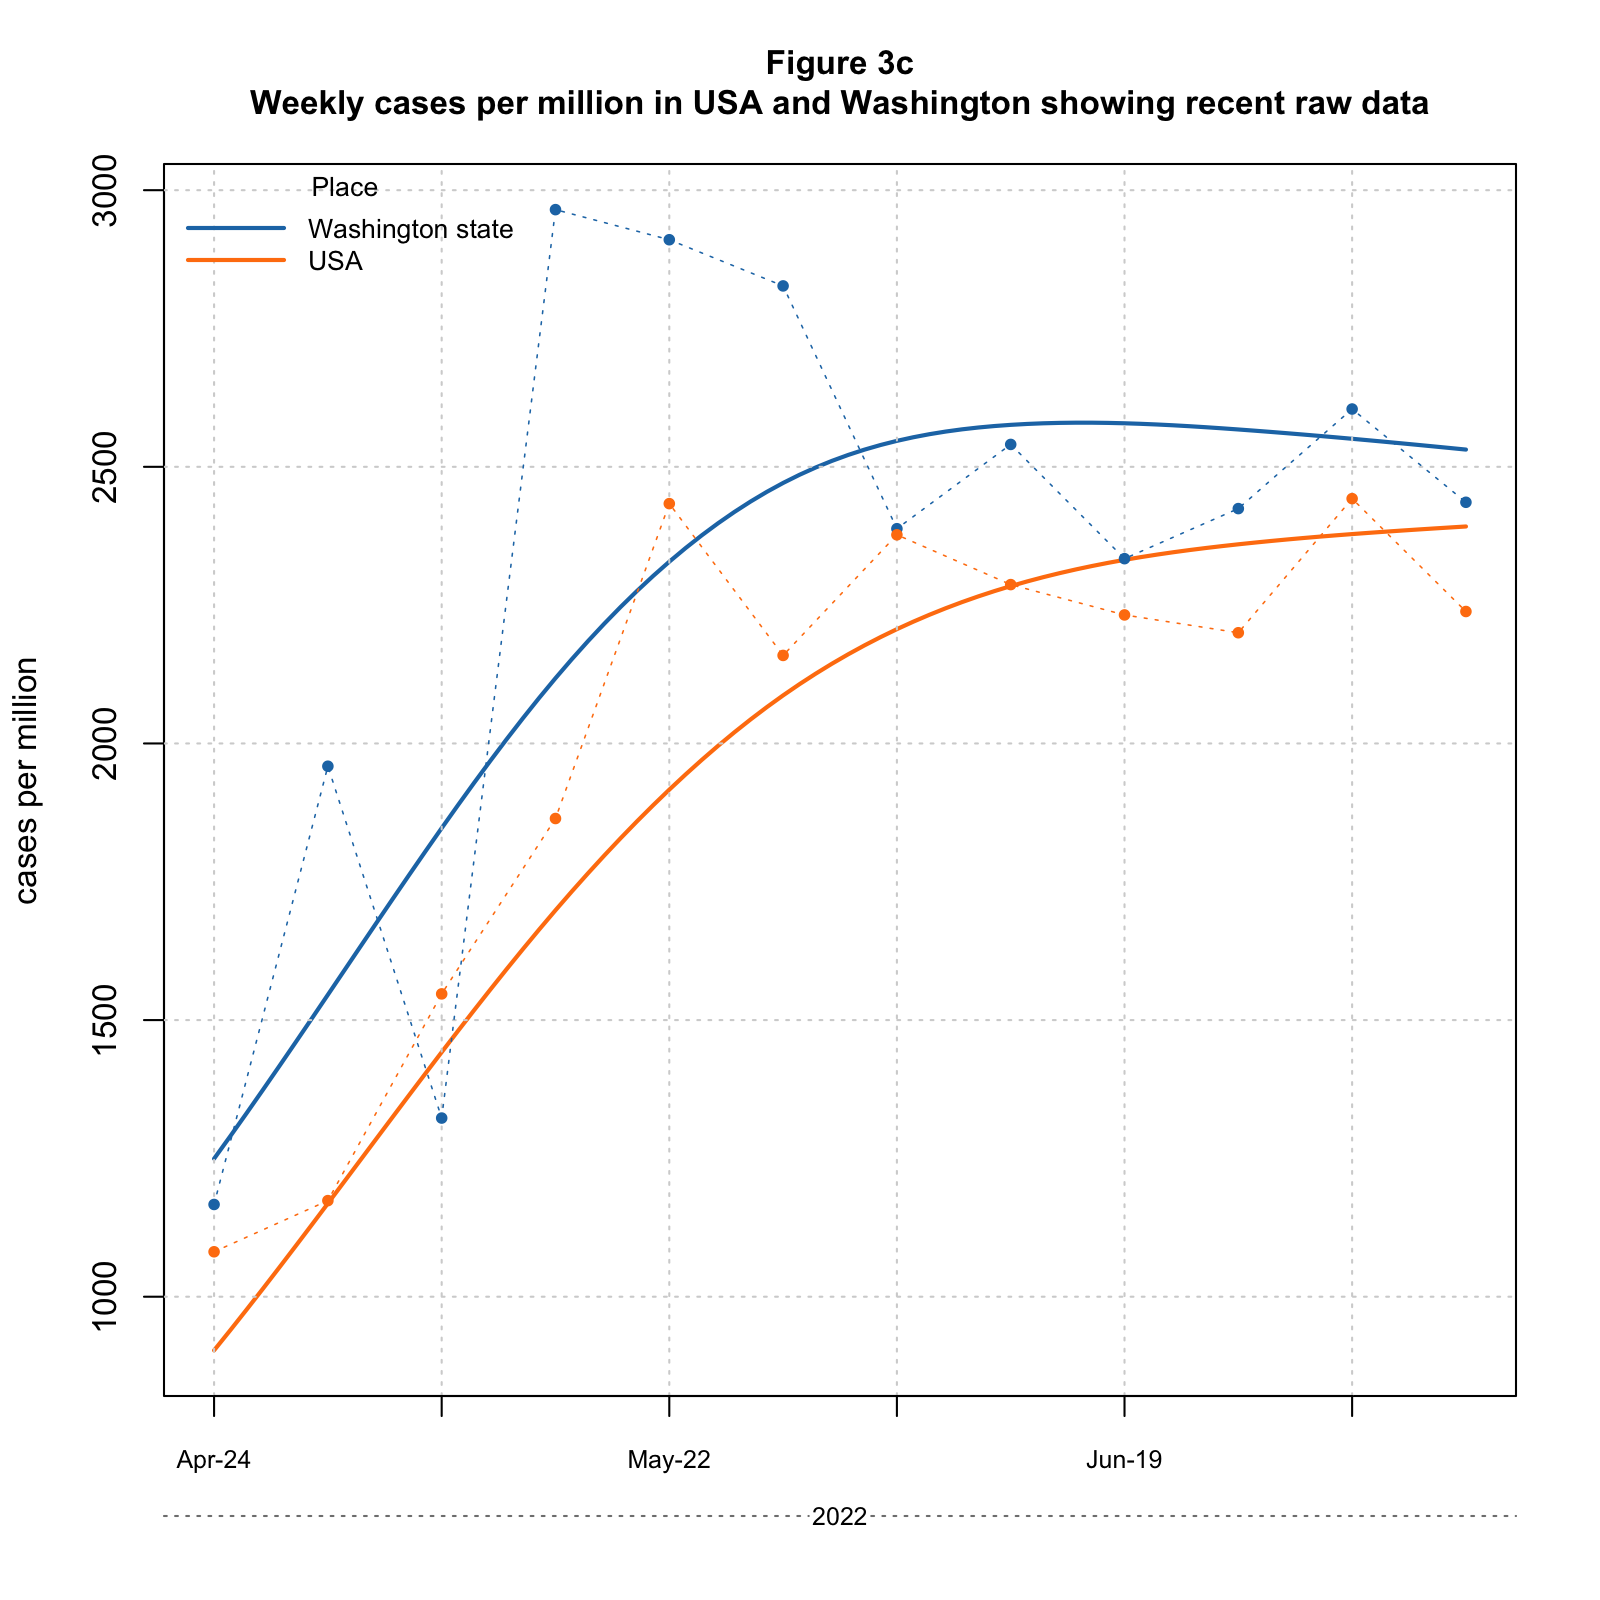 Figure 3c
Weekly cases per million in USA and Washington showing recent raw data
Place
Washington state
USA
cases per million
3000
2500
2000
1500
1000
Apr-24
May-22
Jun-19
2022